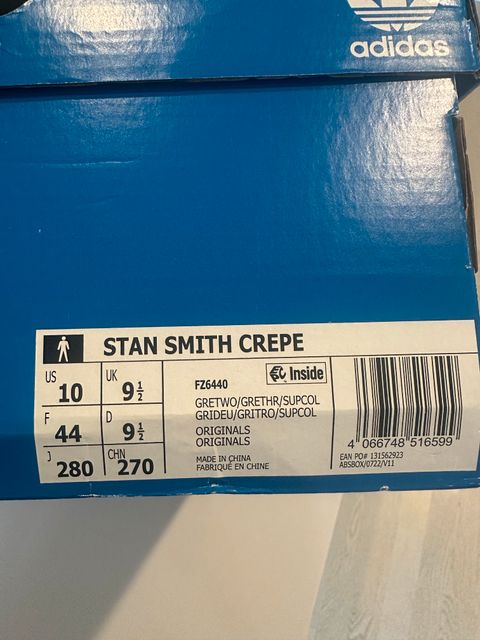 adidas
STAN SMITH CREPE
US 10
UK 9½
F 44
D 9½
J 280
CHN 270
FZ6440
Inside
GRETWO/GRETHR/SUPCOL
GRIDEU/GRITRO/SUPCOL
ORIGINALS
ORIGINALS
MADE IN CHINA
FABRIQUÉ EN CHINE
4 066748 516599
EAN PO# 131562923
ABSBOX/0722/V11